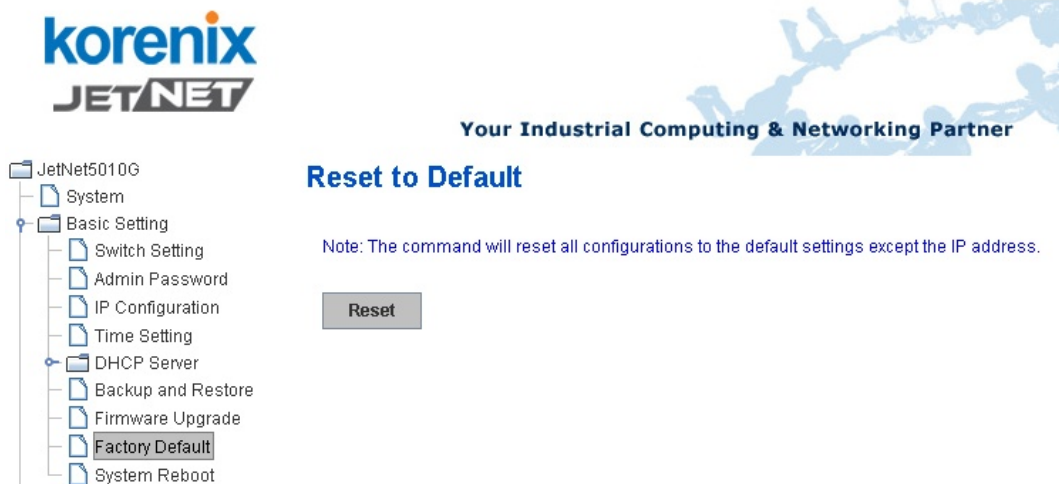 korenix
JETNET
Your Industrial Computing & Networking Partner
JetNet5010G
System
Basic Setting
Switch Setting
Admin Password
IP Configuration
Time Setting
DHCP Server
Backup and Restore
Firmware Upgrade
Factory Default
System Reboot
Reset to Default
Note: The command will reset all configurations to the default settings except the IP address.
Reset